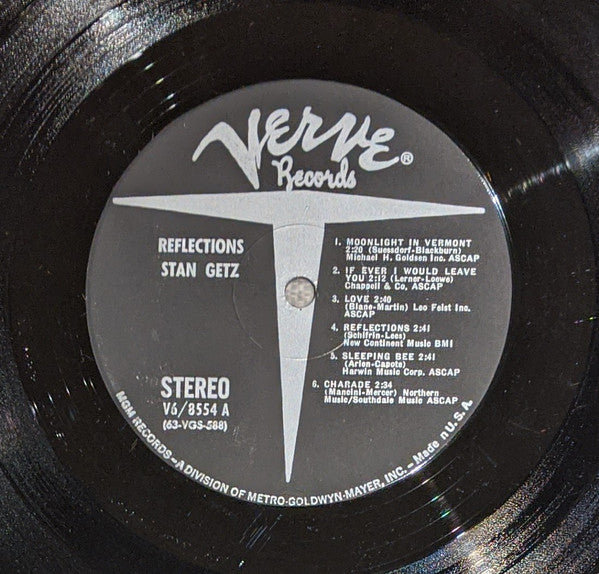 VERVE®
Records
REFLECTIONS
STAN GETZ
1. MOONLIGHT IN VERMONT
2:20 (Suessdorf-Blackburn)
Michael H. Goldsen Inc. ASCAP
2. IF EVER I WOULD LEAVE
YOU 2:12 (Lerner-Loewe)
Chappell & Co. ASCAP
3. LOVE 2:40
(Blane-Martin) Leo Feist Inc.
ASCAP
4. REFLECTIONS 2:41
(Schifrin-Lees)
New Continent Music BMI
5. SLEEPING BEE 2:41
(Arlen-Capote)
Harwin Music Corp. ASCAP
6. CHARADE 2:34
(Mancini-Mercer) Northern
Music/Southdale Music ASCAP
STEREO
V6/8554 A
(63-VGS-588)
MGM RECORDS—A DIVISION OF METRO-GOLDWYN-MAYER, INC. – Made in U.S.A.